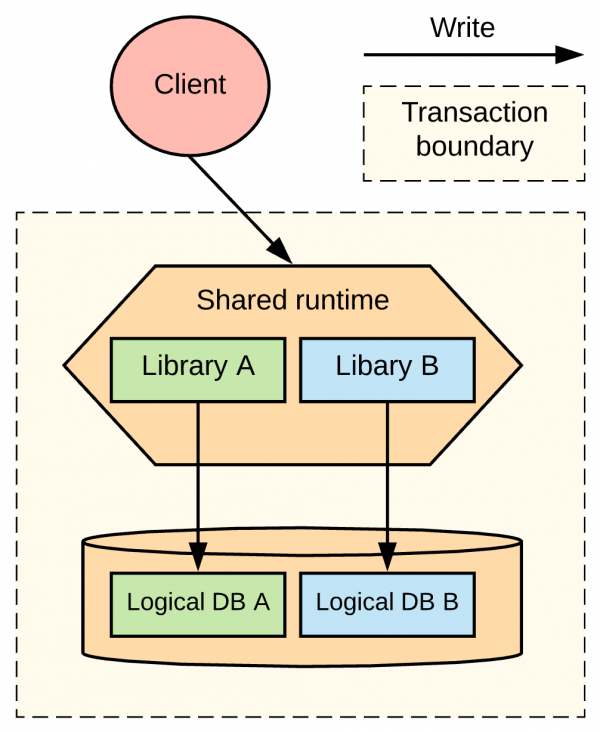 Write
Client
Transaction
boundary
Shared runtime
Library A
Libary B
Logical DB A
Logical DB B